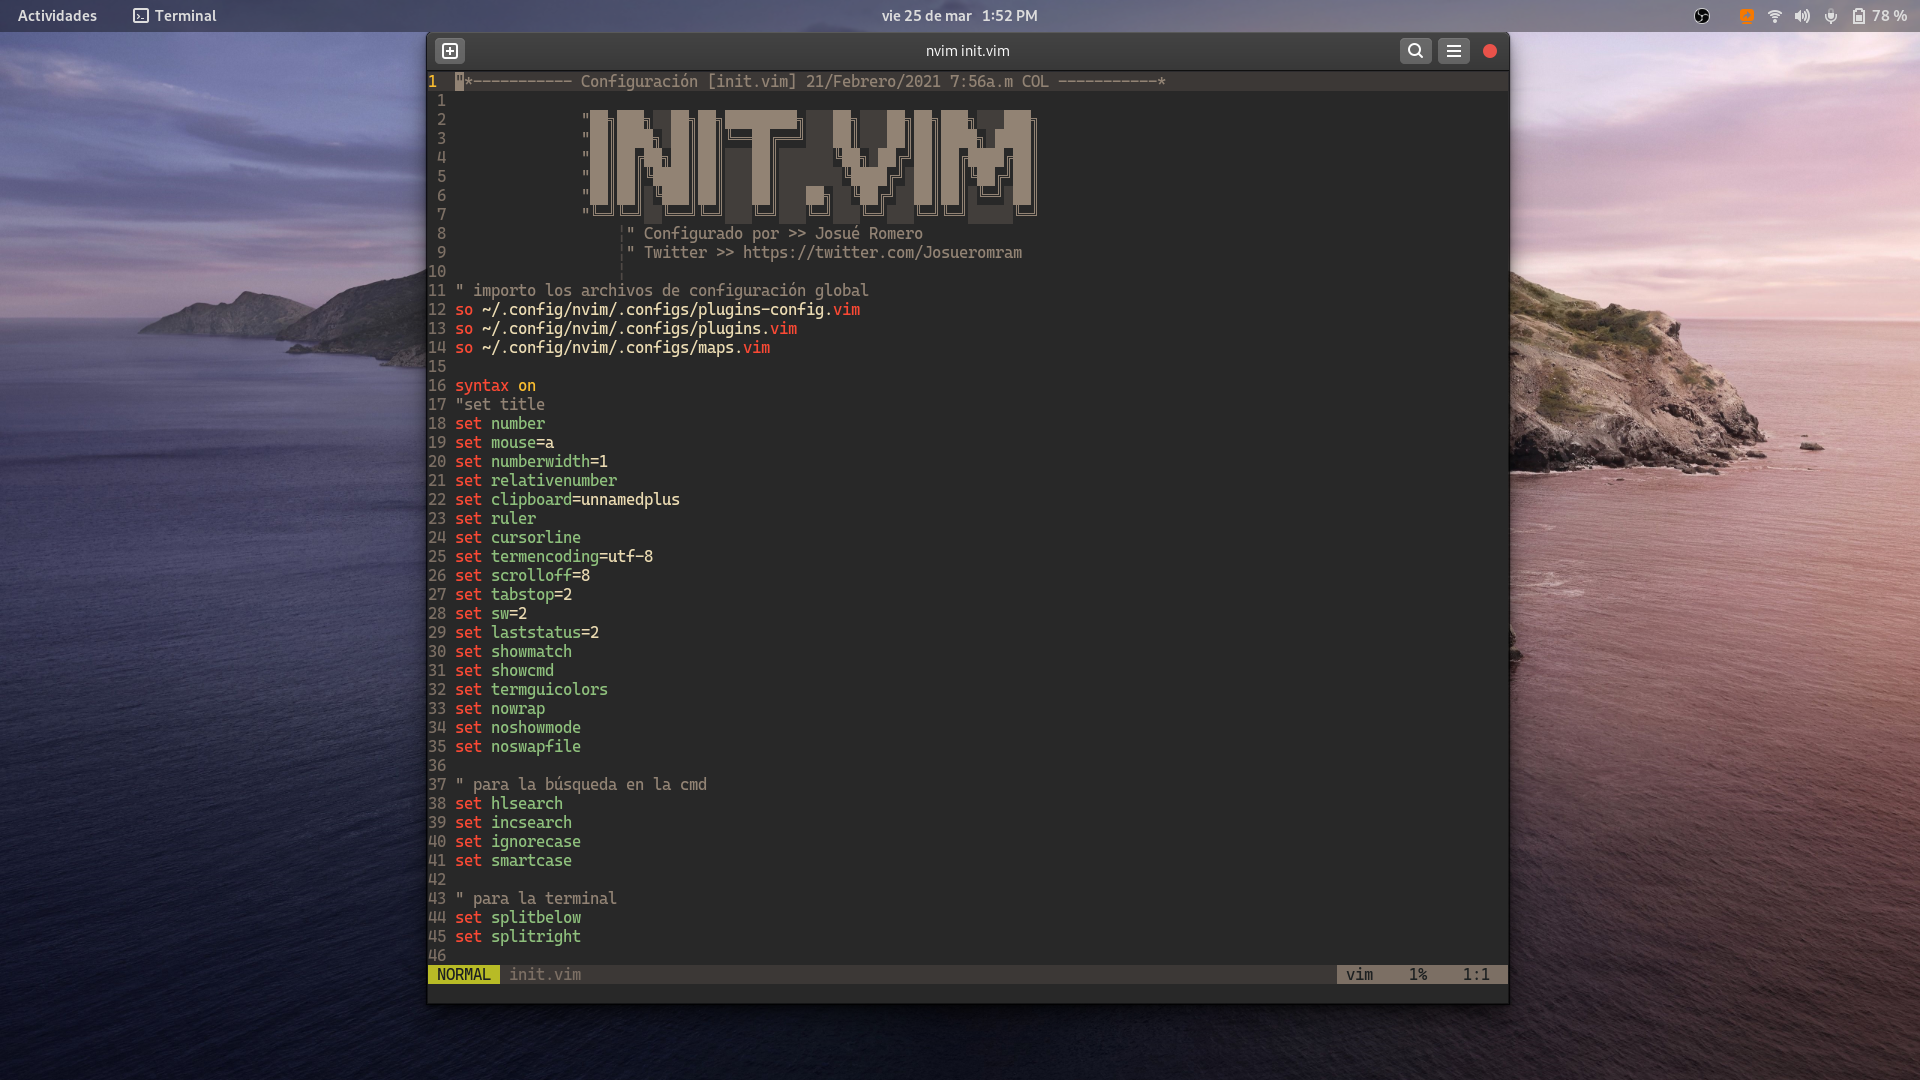 Actividades Terminal vie 25 de mar 1:52 PM 78 %
nvim init.vim
1 "*----------- Configuración [init.vim] 21/Febrero/2021 7:56a.m COL -----------*
1
2 " INIT.VIM
3 "
4 "
5 "
6 "
7 "
8 " Configurado por >> Josué Romero
9 " Twitter >> https://twitter.com/Josueromram
10
11 " importo los archivos de configuración global
12 so ~/.config/nvim/.configs/plugins-config.vim
13 so ~/.config/nvim/.configs/plugins.vim
14 so ~/.config/nvim/.configs/maps.vim
15
16 syntax on
17 "set title
18 set number
19 set mouse=a
20 set numberwidth=1
21 set relativenumber
22 set clipboard=unnamedplus
23 set ruler
24 set cursorline
25 set termencoding=utf-8
26 set scrolloff=8
27 set tabstop=2
28 set sw=2
29 set laststatus=2
30 set showmatch
31 set showcmd
32 set termguicolors
33 set nowrap
34 set noshowmode
35 set noswapfile
36
37 " para la búsqueda en la cmd
38 set hlsearch
39 set incsearch
40 set ignorecase
41 set smartcase
42
43 " para la terminal
44 set splitbelow
45 set splitright
46
NORMAL init.vim vim 1% 1:1